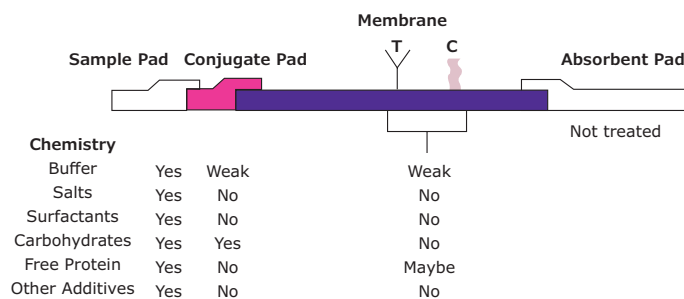 Membrane
Sample Pad Conjugate Pad T C Absorbent Pad
Not treated
Chemistry
Buffer Yes Weak Weak
Salts Yes No No
Surfactants Yes No No
Carbohydrates Yes Yes No
Free Protein Yes No Maybe
Other Additives Yes No No